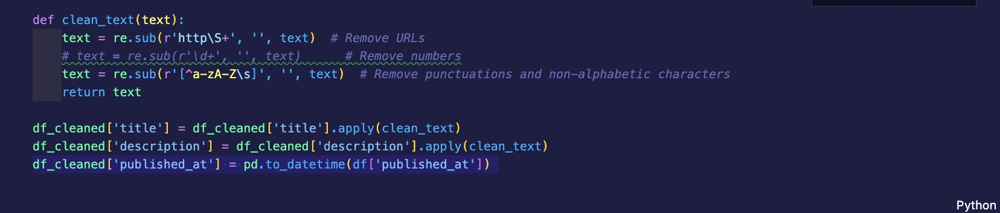 def clean_text(text):
    text = re.sub(r'http\S+', '', text)  # Remove URLs
    # text = re.sub(r'\d+', '', text)      # Remove numbers
    text = re.sub(r'[^a-zA-Z\s]', '', text)  # Remove punctuations and non-alphabetic characters
    return text

df_cleaned['title'] = df_cleaned['title'].apply(clean_text)
df_cleaned['description'] = df_cleaned['description'].apply(clean_text)
df_cleaned['published_at'] = pd.to_datetime(df['published_at'])
Python